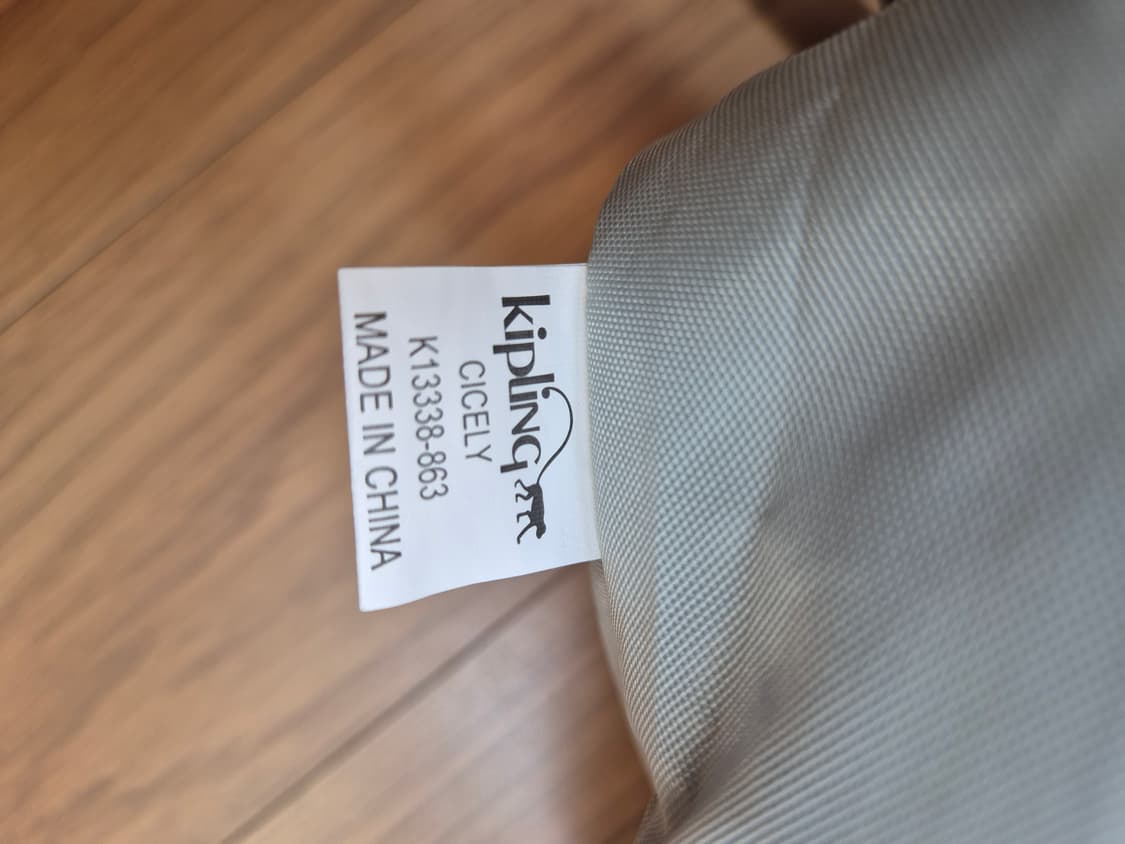 kipling
CICELY
K13338-863
MADE IN CHINA